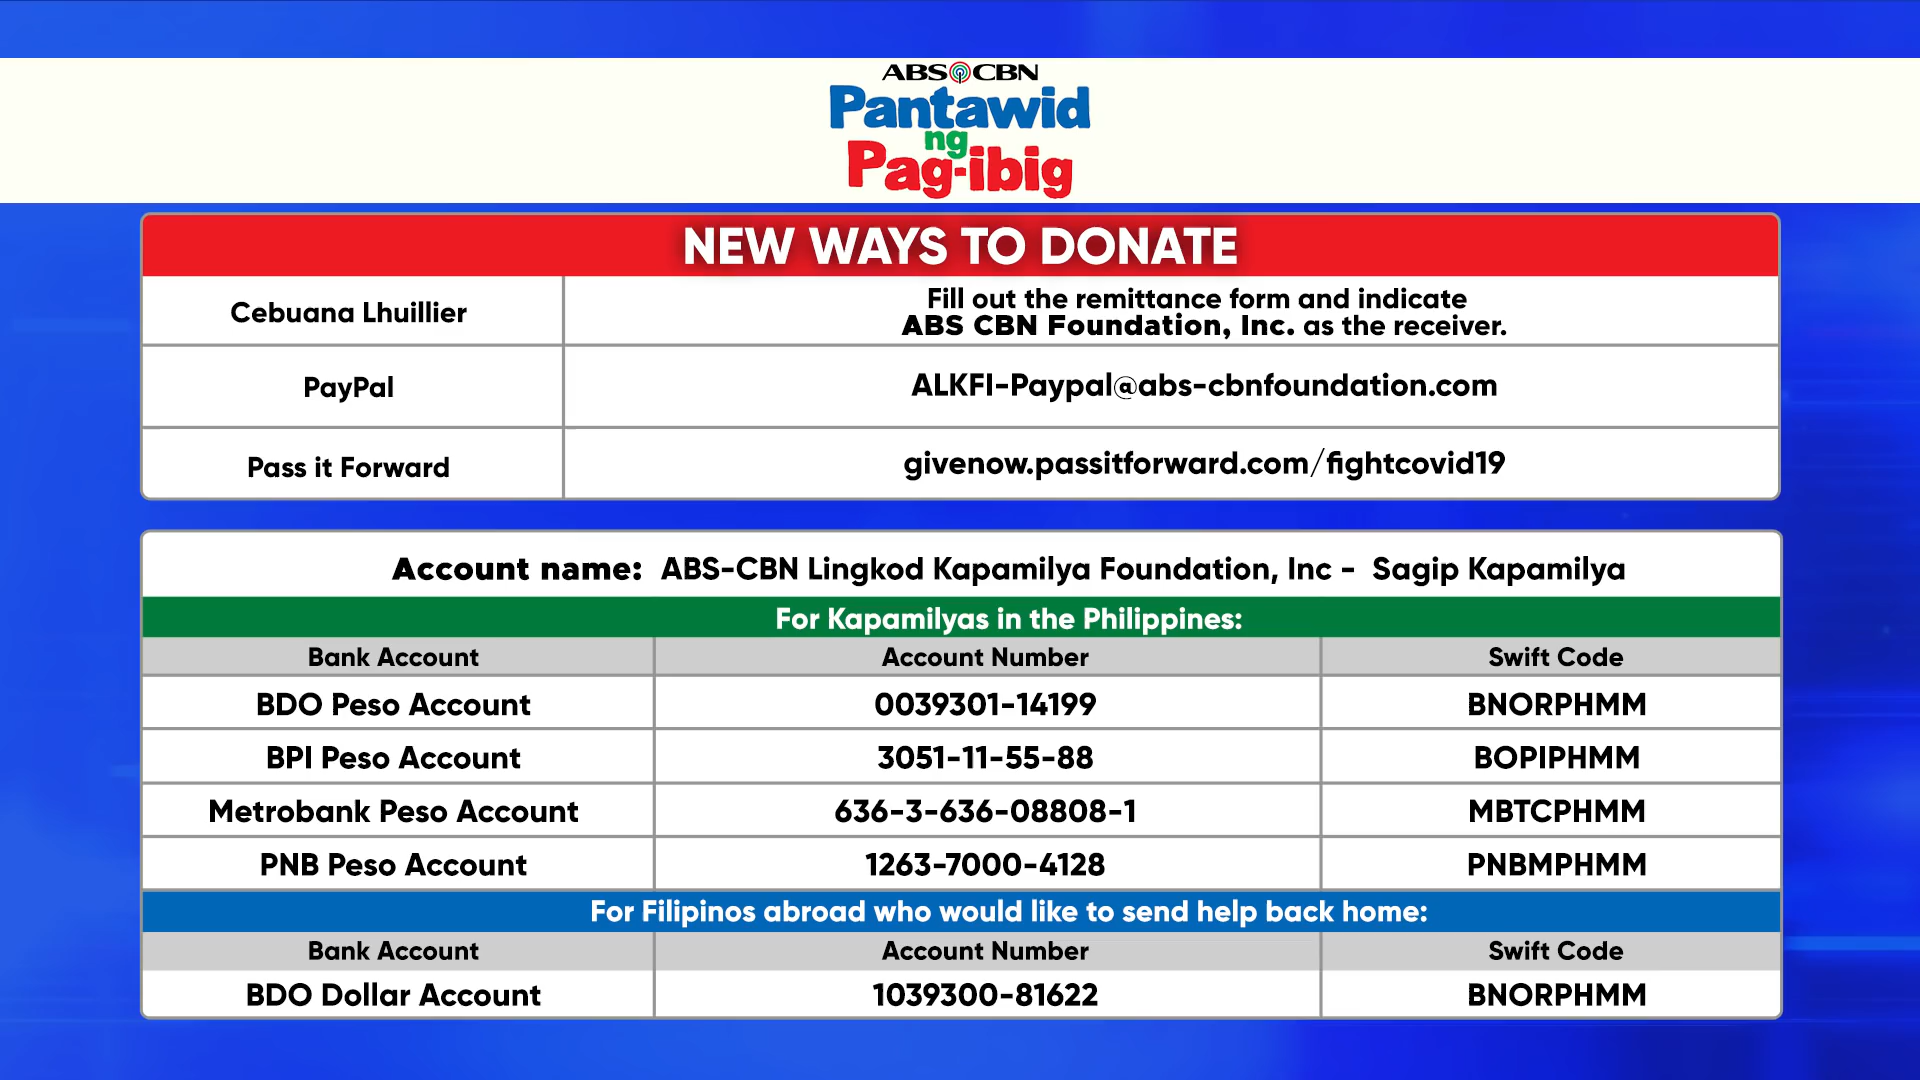 ABS CBN
Pantawid
ng
Pag-ibig
NEW WAYS TO DONATE
Cebuana Lhuillier
Fill out the remittance form and indicate
ABS CBN Foundation, Inc. as the receiver.
PayPal
ALKFI-Paypal@abs-cbnfoundation.com
Pass it Forward
givenow.passitforward.com/fightcovid19
Account name: ABS-CBN Lingkod Kapamilya Foundation, Inc - Sagip Kapamilya
For Kapamilyas in the Philippines:
Bank Account Account Number Swift Code
BDO Peso Account 0039301-14199 BNORPHMM
BPI Peso Account 3051-11-55-88 BOPIPHMM
Metrobank Peso Account 636-3-636-08808-1 MBTCPHMM
PNB Peso Account 1263-7000-4128 PNBMPHMM
For Filipinos abroad who would like to send help back home:
Bank Account Account Number Swift Code
BDO Dollar Account 1039300-81622 BNORPHMM